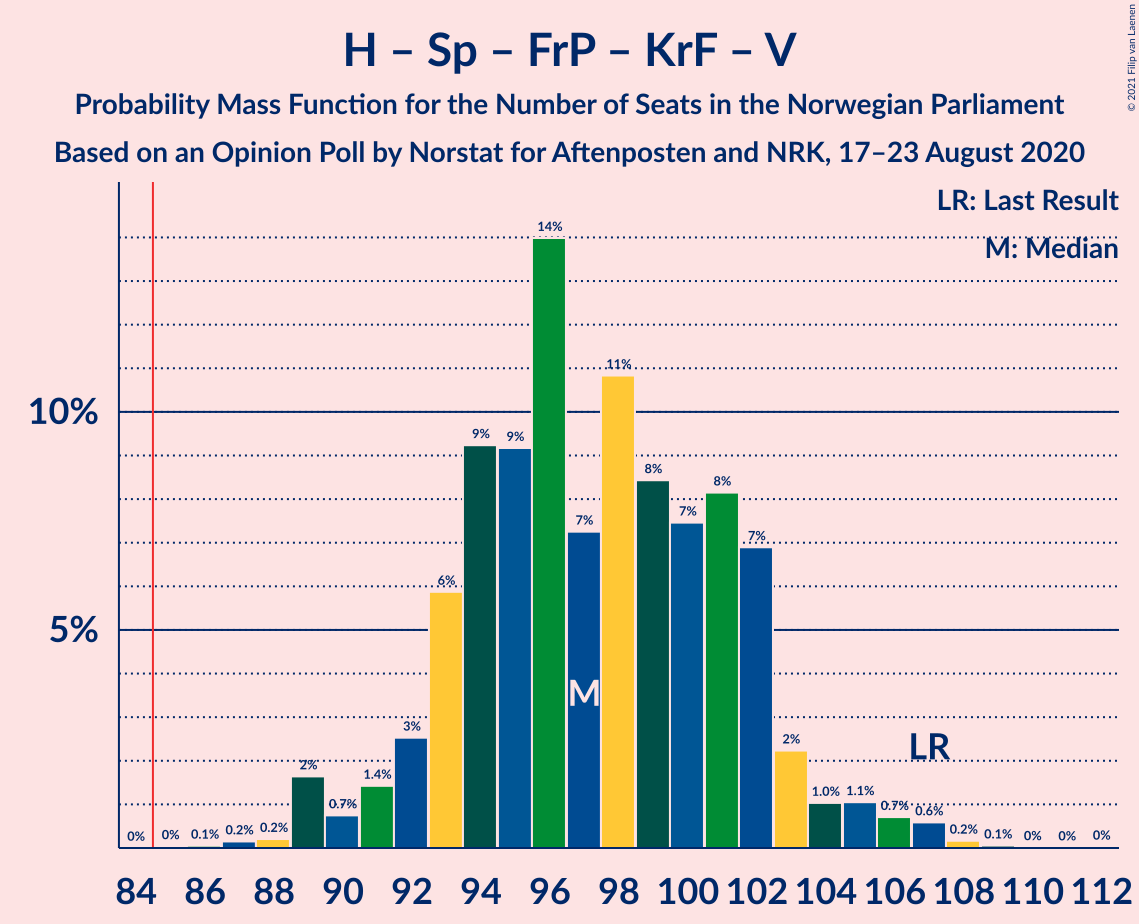 H – Sp – FrP – KrF – V
Probability Mass Function for the Number of Seats in the Norwegian Parliament
Based on an Opinion Poll by Norstat for Aftenposten and NRK, 17–23 August 2020
© 2021 Filip van Laenen
LR: Last Result
M: Median
10%
5%
0% 0% 0.1% 0.2% 0.2% 2% 0.7% 1.4% 3% 6% 9% 9% 14% 7% 11% 8% 7% 8% 7% 2% 1.0% 1.1% 0.7% 0.6% 0.2% 0.1% 0% 0% 0%
M
LR
84 86 88 90 92 94 96 98 100 102 104 106 108 110 112